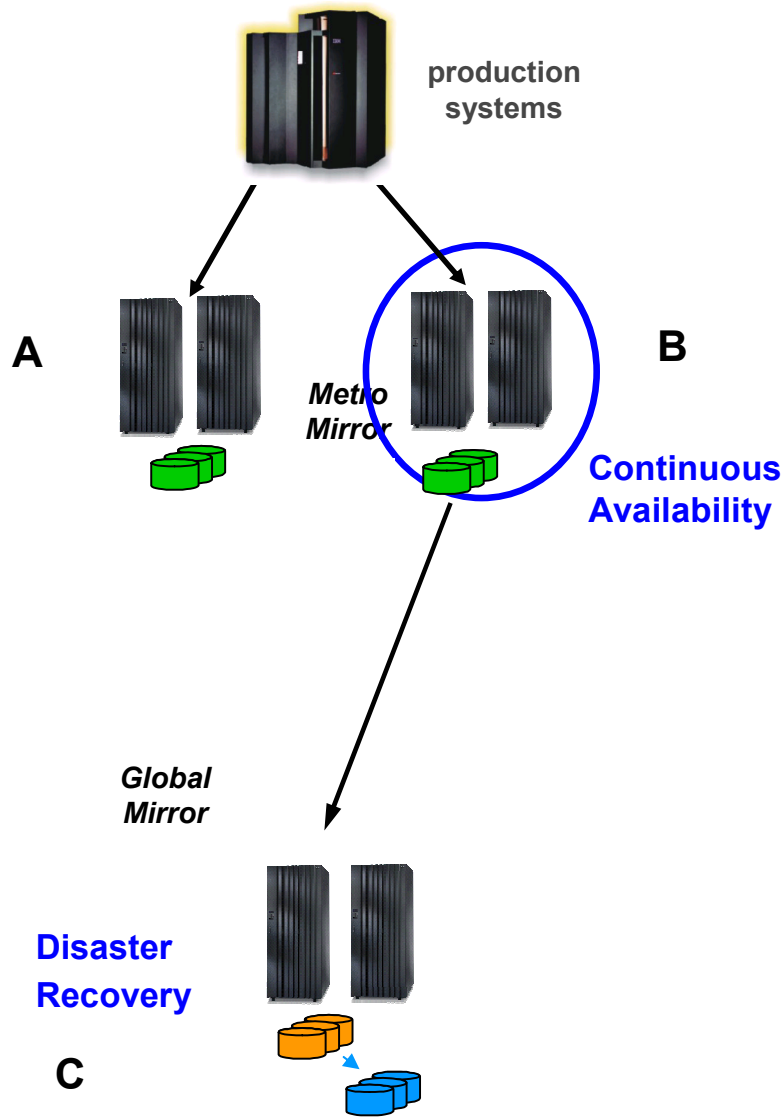 production
systems
A
B
Metro
Mirror
Continuous
Availability
Global
Mirror
Disaster
Recovery
C